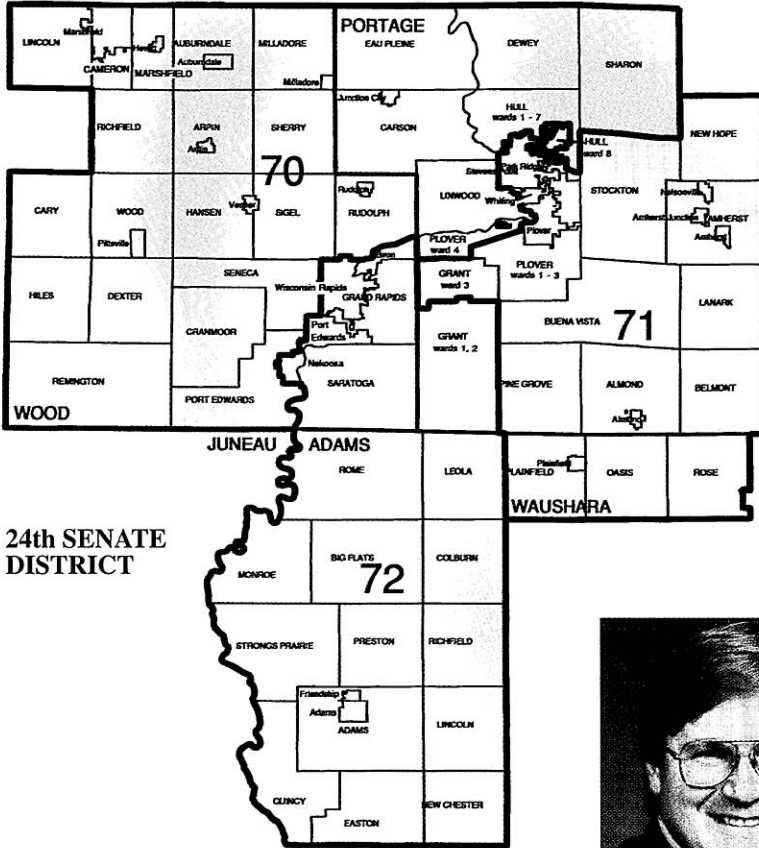 PORTAGE
LINCOLN
Marshfield
Hewitt
AUBURNDALE
MILLADORE
EAU PLEINE
DEWEY
SHARON
CAMERON
MARSHFIELD
Auburndale
Milladore
Junction City
HULL
wards 1 - 7
RICHFIELD
ARPIN
SHERRY
CARSON
HULL
ward 8
NEW HOPE
Arpin
70
Park Ridge
Rudolph
STOCKTON
Nelsonville
CARY
WOOD
HANSEN
Vesper
SIGEL
RUDOLPH
LINWOOD
Whiting
Amherst Junction
AMHERST
Amherst
Pittsville
PLOVER
ward 4
Plover
Biron
SENECA
Wisconsin Rapids
GRAND RAPIDS
GRANT
ward 3
PLOVER
wards 1 - 3
HILES
DEXTER
LANARK
CRANMOOR
Port
Edwards
GRANT
wards 1, 2
BUENA VISTA
71
Nekoosa
REMINGTON
PORT EDWARDS
SARATOGA
PINE GROVE
ALMOND
BELMONT
Almond
WOOD
JUNEAU
ADAMS
ROME
LEOLA
PLAINFIELD
Plainfield
OASIS
ROSE
WAUSHARA
24th SENATE
DISTRICT
MONROE
BIG FLATS
72
COLBURN
STRONGS PRAIRIE
PRESTON
RICHFIELD
Friendship
Adams
ADAMS
LINCOLN
QUINCY
EASTON
NEW CHESTER